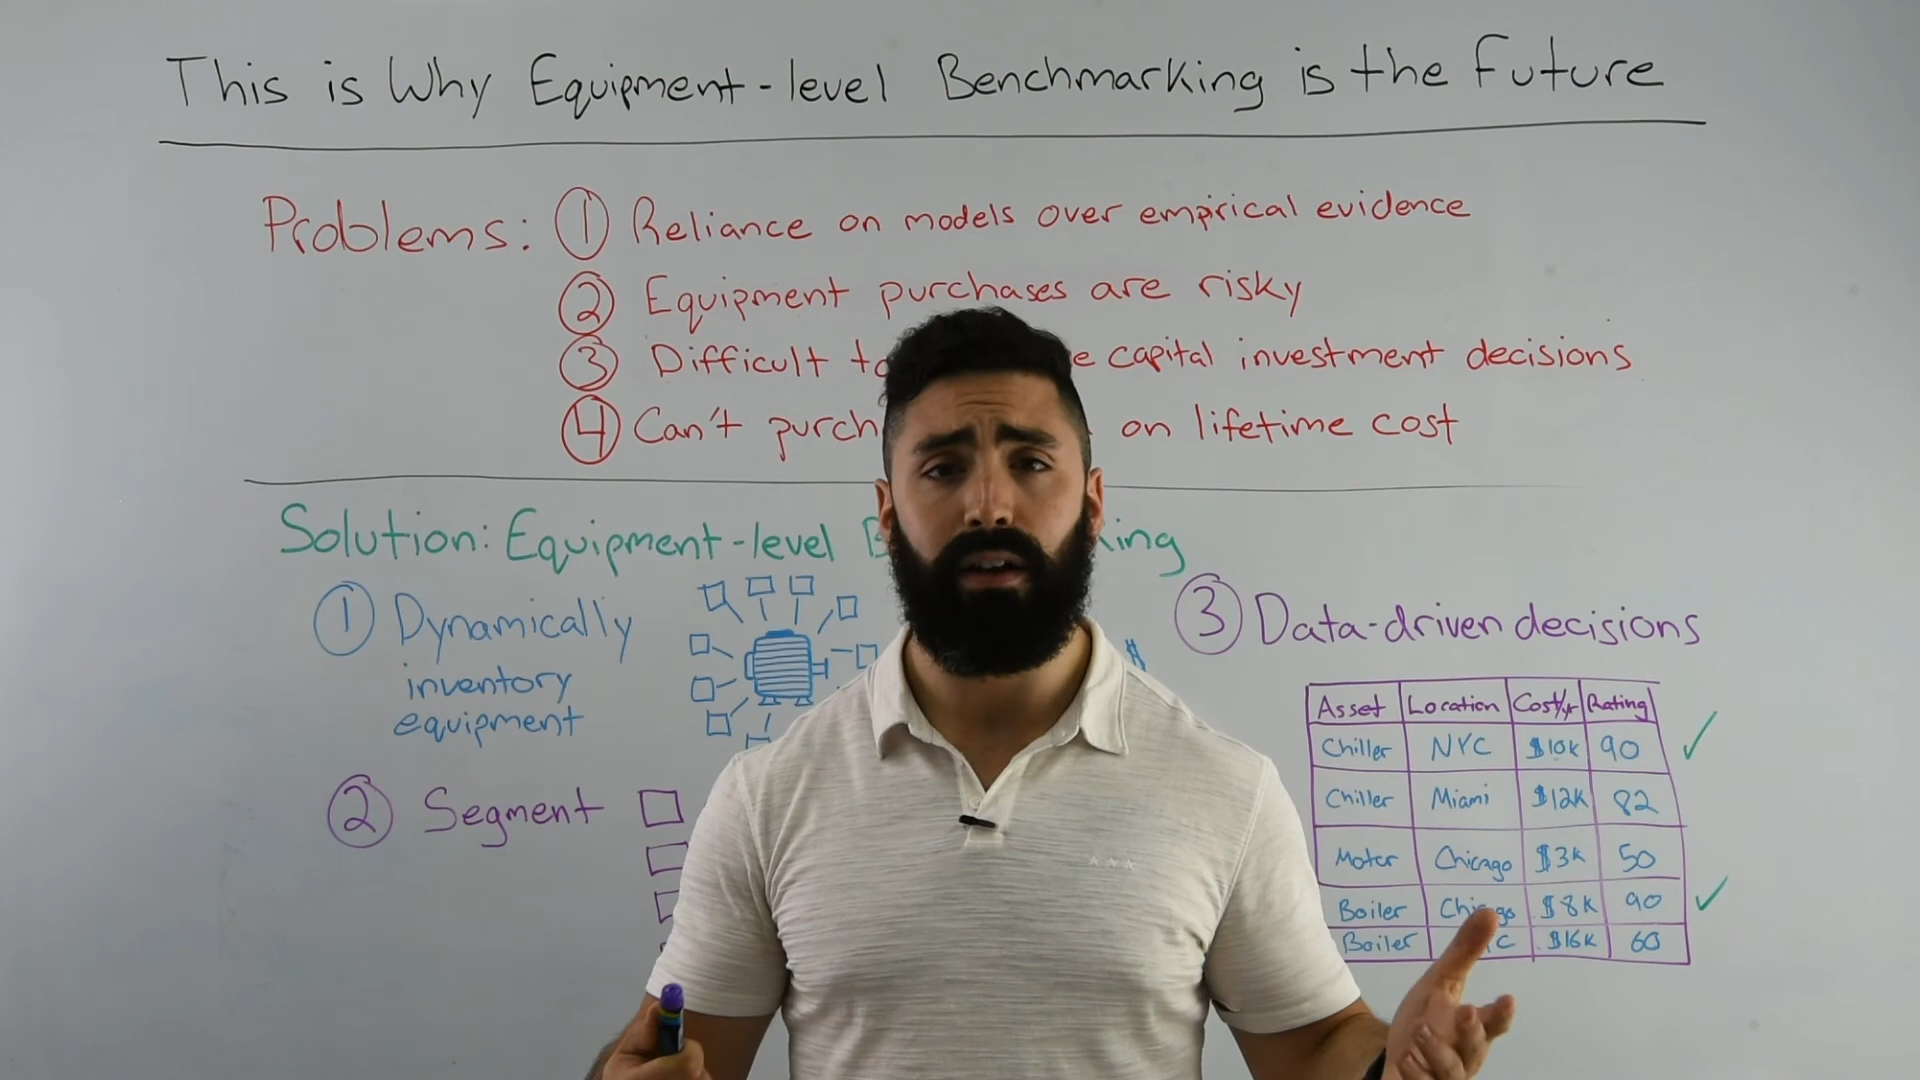 This is Why Equipment-level Benchmarking is the Future
Problems: ① Reliance on models over empirical evidence
② Equipment purchases are risky
③ Difficult to capital investment decisions
④ Can't on lifetime cost
Solution: Equipment-level
① Dynamically
inventory
equipment
② Segment
③ Data-driven decisions
Asset Location Cost/yr Rating
Chiller NYC $10K 90 ✓
Chiller Miami $12K 82
Motor Chicago $3K 50
Boiler Chicago $8K 90 ✓
Boiler $16K 60